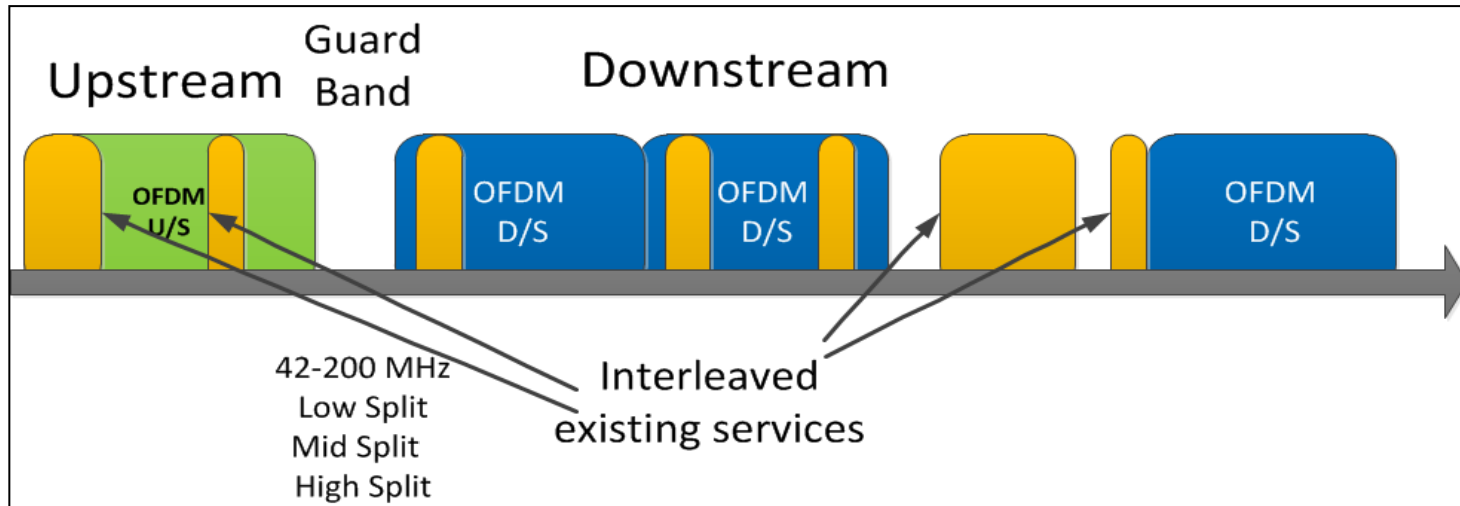 Upstream
Guard
Band
Downstream
OFDM
U/S
OFDM
D/S
OFDM
D/S
OFDM
D/S
42-200 MHz
Low Split
Mid Split
High Split
Interleaved
existing services